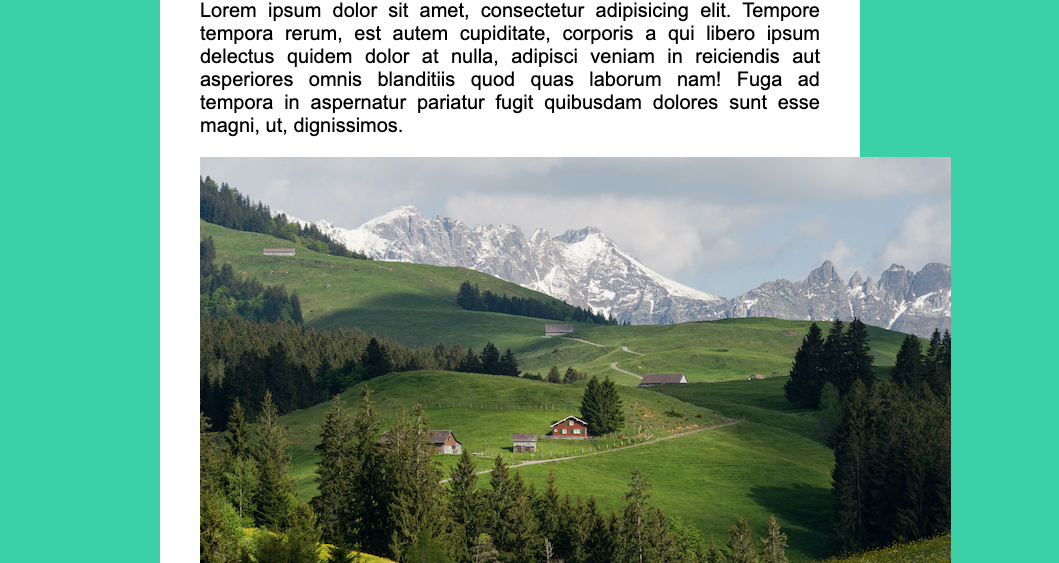 Lorem ipsum dolor sit amet, consectetur adipisicing elit. Tempore
tempora rerum, est autem cupiditate, corporis a qui libero ipsum
delectus quidem dolor at nulla, adipisci veniam in reiciendis aut
asperiores omnis blanditiis quod quas laborum nam! Fuga ad
tempora in aspernatur pariatur fugit quibusdam dolores sunt esse
magni, ut, dignissimos.